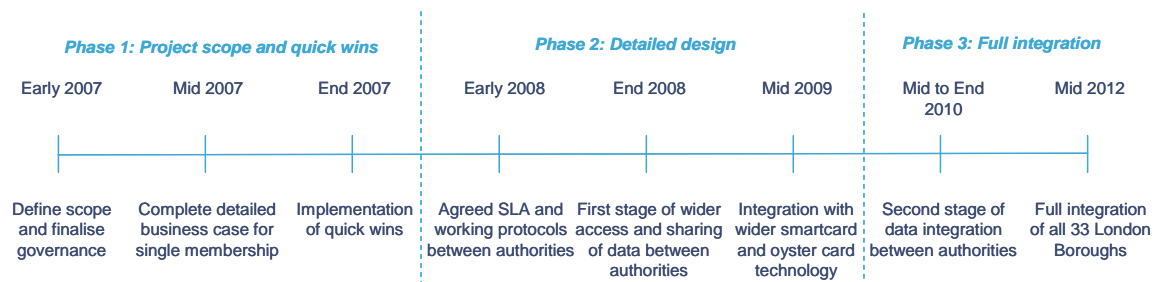 Phase 1: Project scope and quick wins
Phase 2: Detailed design
Phase 3: Full integration
Early 2007
Mid 2007
End 2007
Early 2008
End 2008
Mid 2009
Mid to End
2010
Mid 2012
Define scope
and finalise
governance
Complete detailed
business case for
single membership
Implementation
of quick wins
Agreed SLA and
working protocols
between authorities
First stage of wider
access and sharing
of data between
authorities
Integration with
wider smartcard
and oyster card
technology
Second stage of
data integration
between authorities
Full integration
of all 33 London
Boroughs